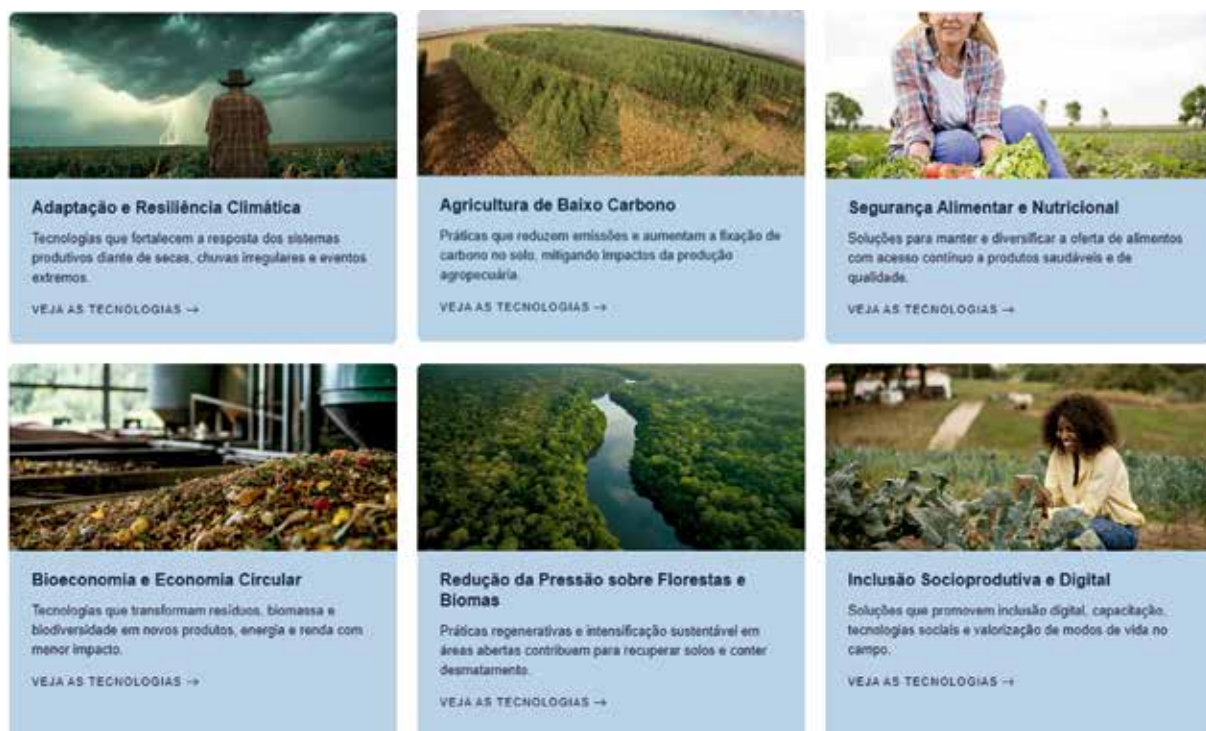 Adaptação e Resiliência Climática
Tecnologias que fortalecem a resposta dos sistemas
produtivos diante de secas, chuvas irregulares e eventos
extremos.
VEJA AS TECNOLOGIAS →
Agricultura de Baixo Carbono
Práticas que reduzem emissões e aumentam a fixação de
carbono no solo, mitigando impactos da produção
agropecuária.
VEJA AS TECNOLOGIAS →
Segurança Alimentar e Nutricional
Soluções para manter e diversificar a oferta de alimentos
com acesso contínuo a produtos saudáveis e de
qualidade.
VEJA AS TECNOLOGIAS →
Bioeconomia e Economia Circular
Tecnologias que transformam resíduos, biomassa e
biodiversidade em novos produtos, energia e renda com
menor impacto.
VEJA AS TECNOLOGIAS →
Redução da Pressão sobre Florestas e
Biomas
Práticas regenerativas e intensificação sustentável em
áreas abertas contribuem para recuperar solos e conter
desmatamento.
VEJA AS TECNOLOGIAS →
Inclusão Socioprodutiva e Digital
Soluções que promovem inclusão digital, capacitação,
tecnologias sociais e valorização de modos de vida no
campo.
VEJA AS TECNOLOGIAS →